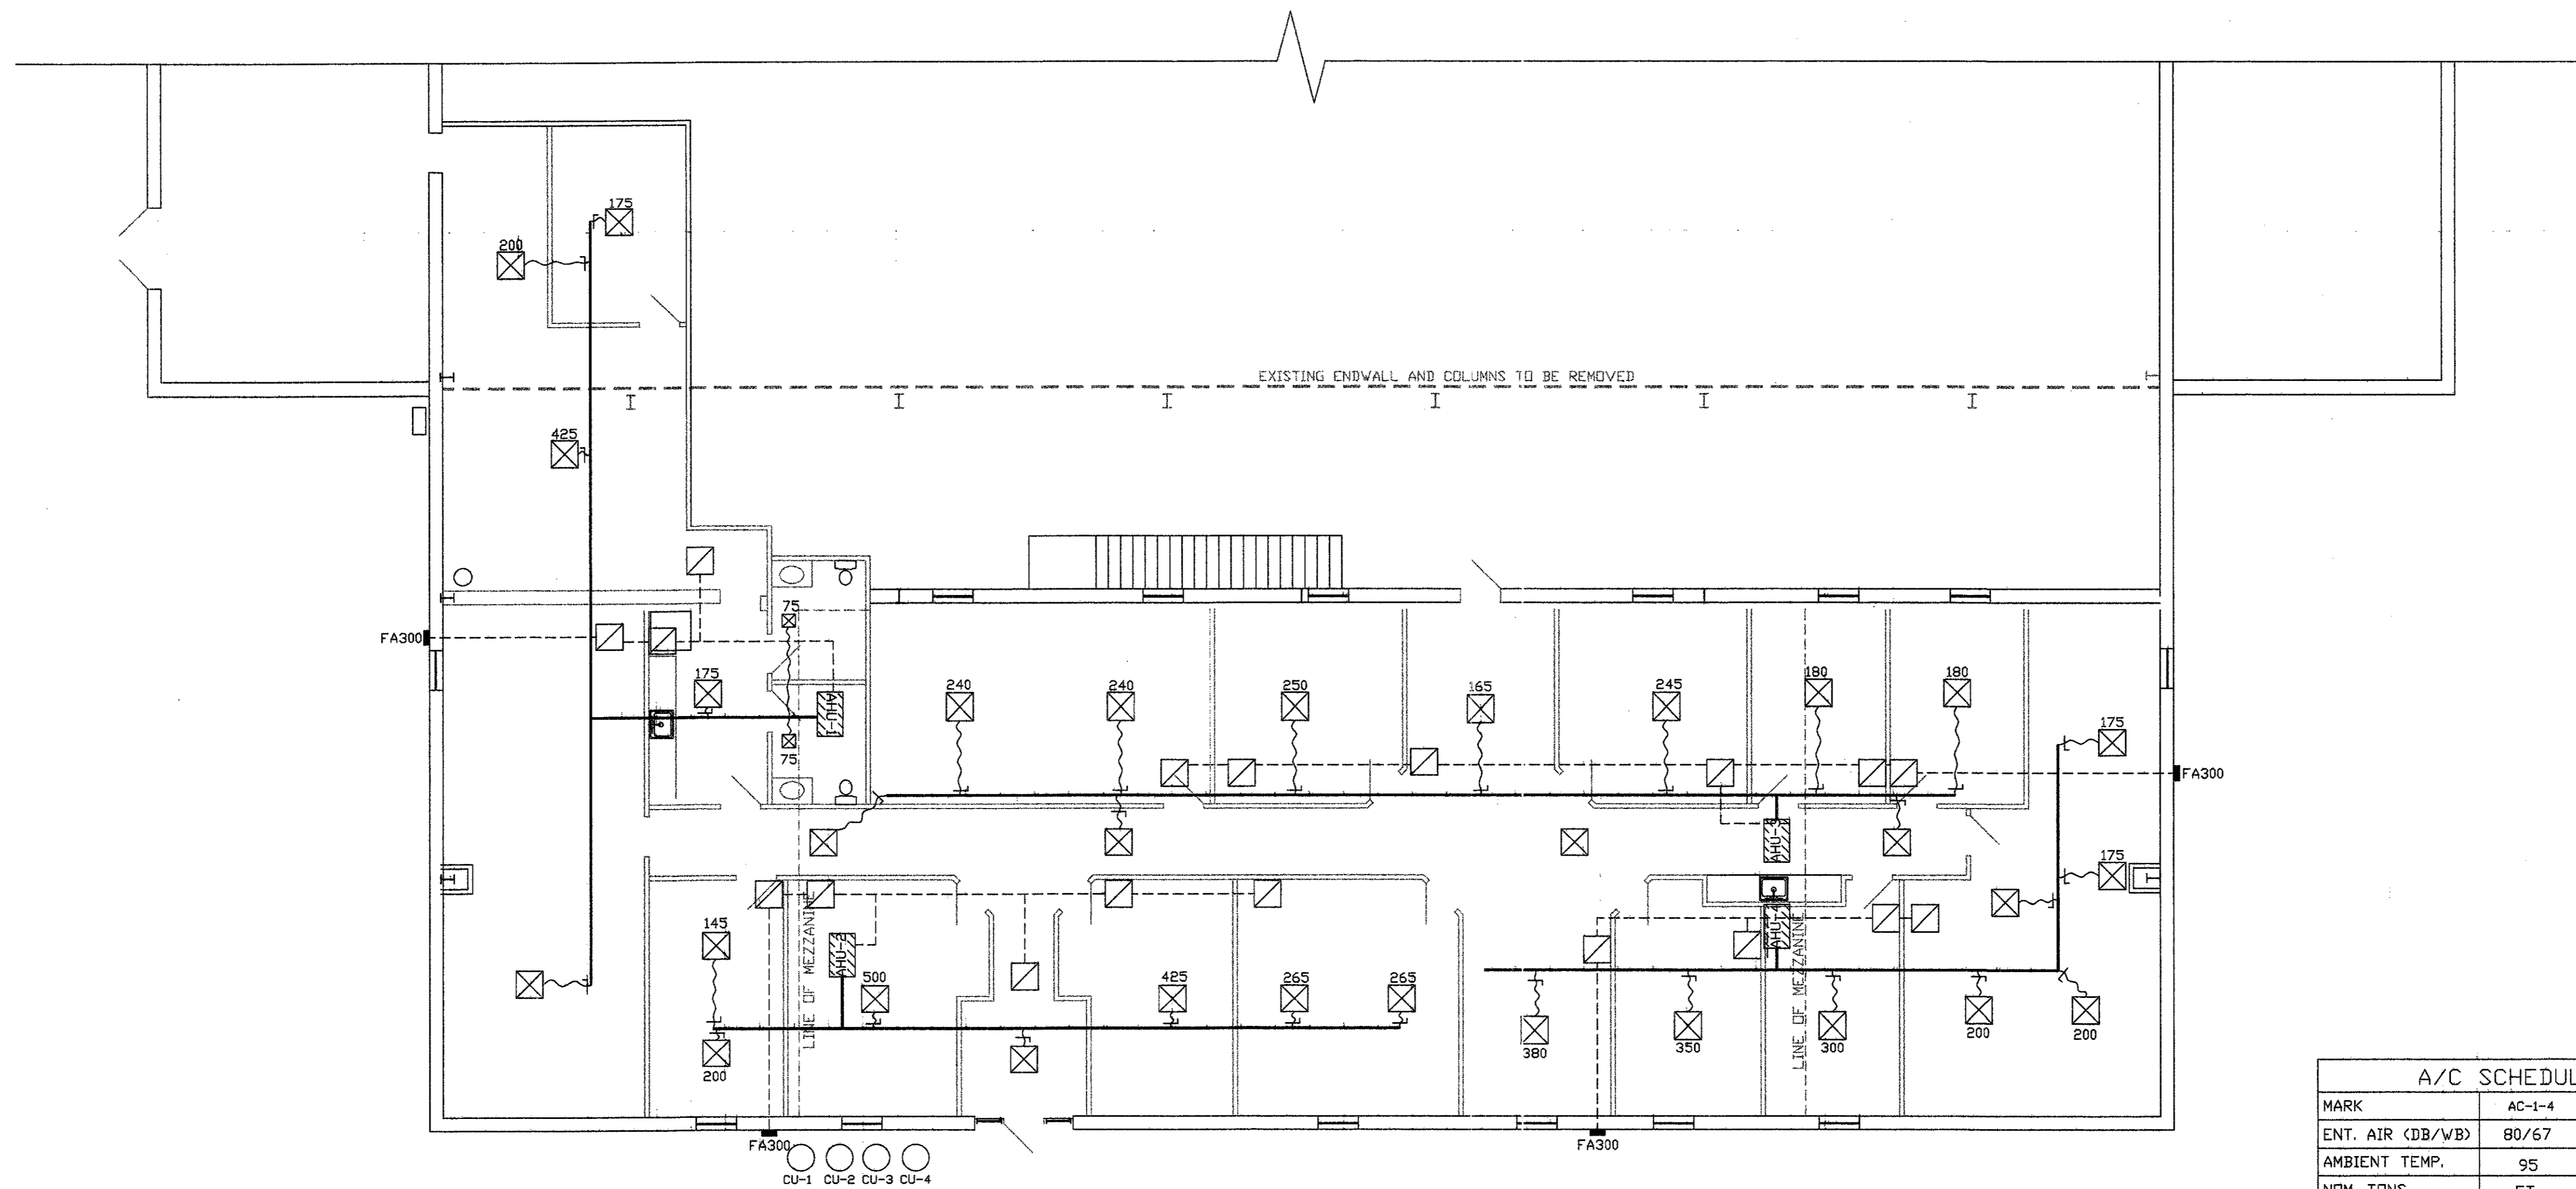 175
200
EXISTING ENDWALL AND COLUMNS TO BE REMOVED
425
75
FA300
175
AHU-1
75
240
240
250
165
245
180
180
175
FA300
AHU-3
175
145
AHU-2
LINE OF MEZZANINE
500
425
265
265
AHU-4
LINE OF MEZZANINE
200
380
350
300
200
200
FA300
FA300
CU-1 CU-2 CU-3 CU-4
A/C SCHEDUL
MARK AC-1-4
ENT. AIR (DB/WB) 80/67
AMBIENT TEMP. 95